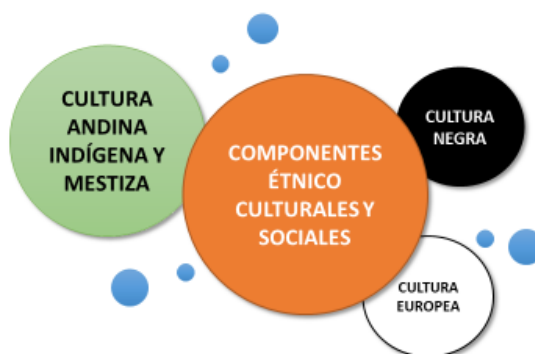 CULTURA
ANDINA
INDÍGENA Y
MESTIZA
COMPONENTES
ÉTNICO
CULTURALES Y
SOCIALES
CULTURA
NEGRA
CULTURA
EUROPEA